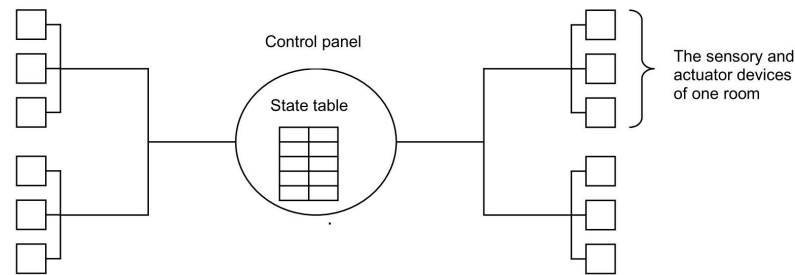 Control panel
State table
The sensory and
actuator devices
of one room